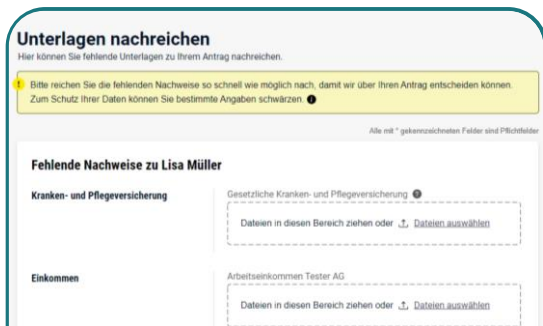 Unterlagen nachreichen
Hier können Sie fehlende Unterlagen zu Ihrem Antrag nachreichen.
Bitte reichen Sie die fehlenden Nachweise so schnell wie möglich nach, damit wir über Ihren Antrag entscheiden können.
Zum Schutz Ihrer Daten können Sie bestimmte Angaben schwärzen.
Alle mit * gekennzeichneten Felder sind Pflichtfelder
Fehlende Nachweise zu Lisa Müller
Kranken- und Pflegeversicherung
Gesetzliche Kranken- und Pflegeversicherung
Dateien in diesen Bereich ziehen oder Dateien auswählen
Einkommen
Arbeitseinkommen Tester AG
Dateien in diesen Bereich ziehen oder Dateien auswählen